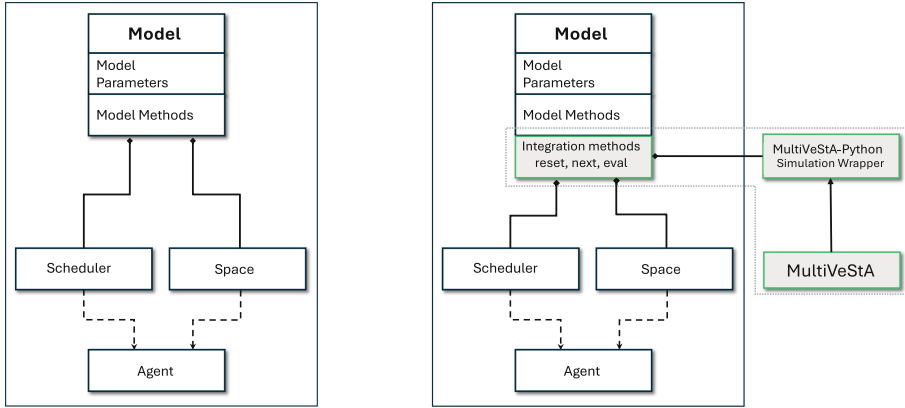 Model
Model
Parameters
Model Methods
Scheduler
Space
Agent
Model
Model
Parameters
Model Methods
Integration methods
reset, next, eval
MultiVeStA-Python
Simulation Wrapper
Scheduler
Space
MultiVeStA
Agent